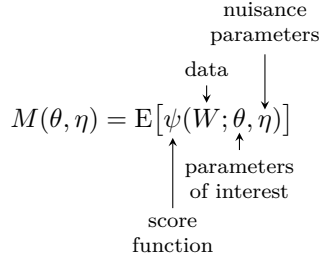 nuisance
parameters
data
M(θ, η) = E[ψ(W; θ, η)]
parameters
of interest
score
function